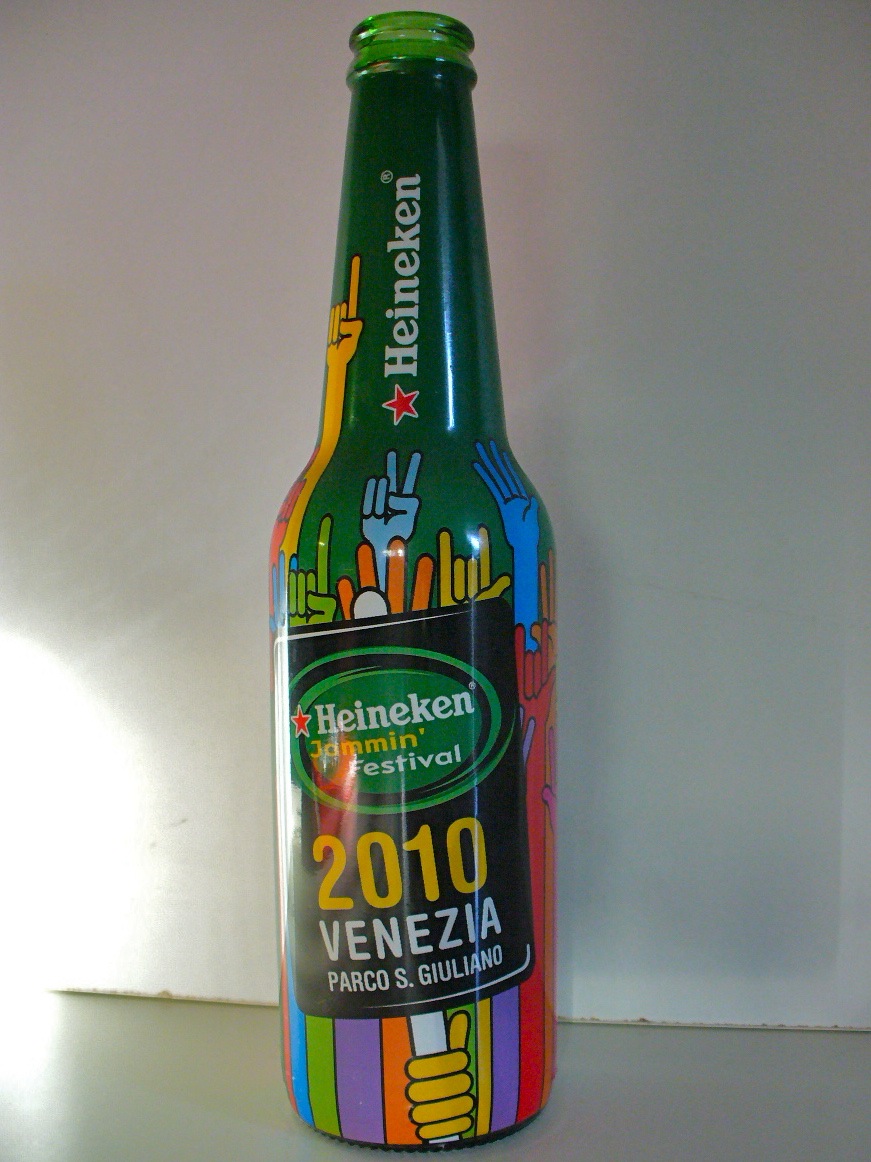 Heineken®
Heineken®
Jammin'
Festival
2010
VENEZIA
PARCO S. GIULIANO